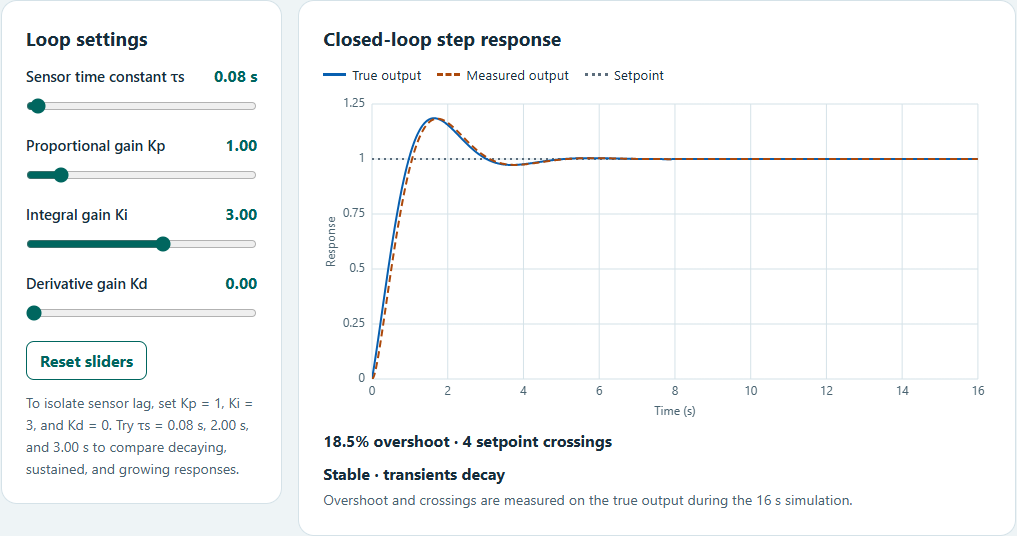 Loop settings
Sensor time constant τs 0.08 s
Proportional gain Kp 1.00
Integral gain Ki 3.00
Derivative gain Kd 0.00
Reset sliders
To isolate sensor lag, set Kp = 1, Ki =
3, and Kd = 0. Try τs = 0.08 s, 2.00 s,
and 3.00 s to compare decaying,
sustained, and growing responses.
Closed-loop step response
True output Measured output Setpoint
1.25
1
0.75
0.5
0.25
0
Response
0 2 4 6 8 10 12 14 16
Time (s)
18.5% overshoot · 4 setpoint crossings
Stable · transients decay
Overshoot and crossings are measured on the true output during the 16 s simulation.